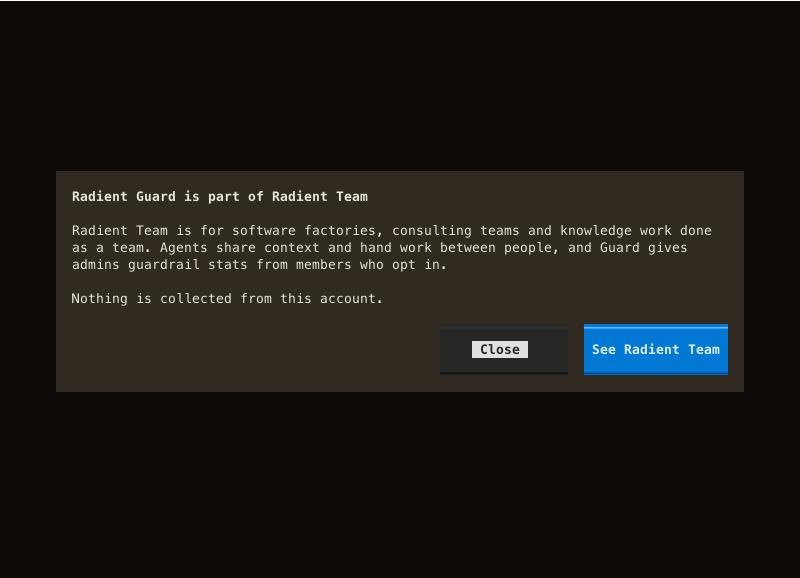 Radient Guard is part of Radient Team
Radient Team is for software factories, consulting teams and knowledge work done
as a team. Agents share context and hand work between people, and Guard gives
admins guardrail stats from members who opt in.
Nothing is collected from this account.
Close
See Radient Team